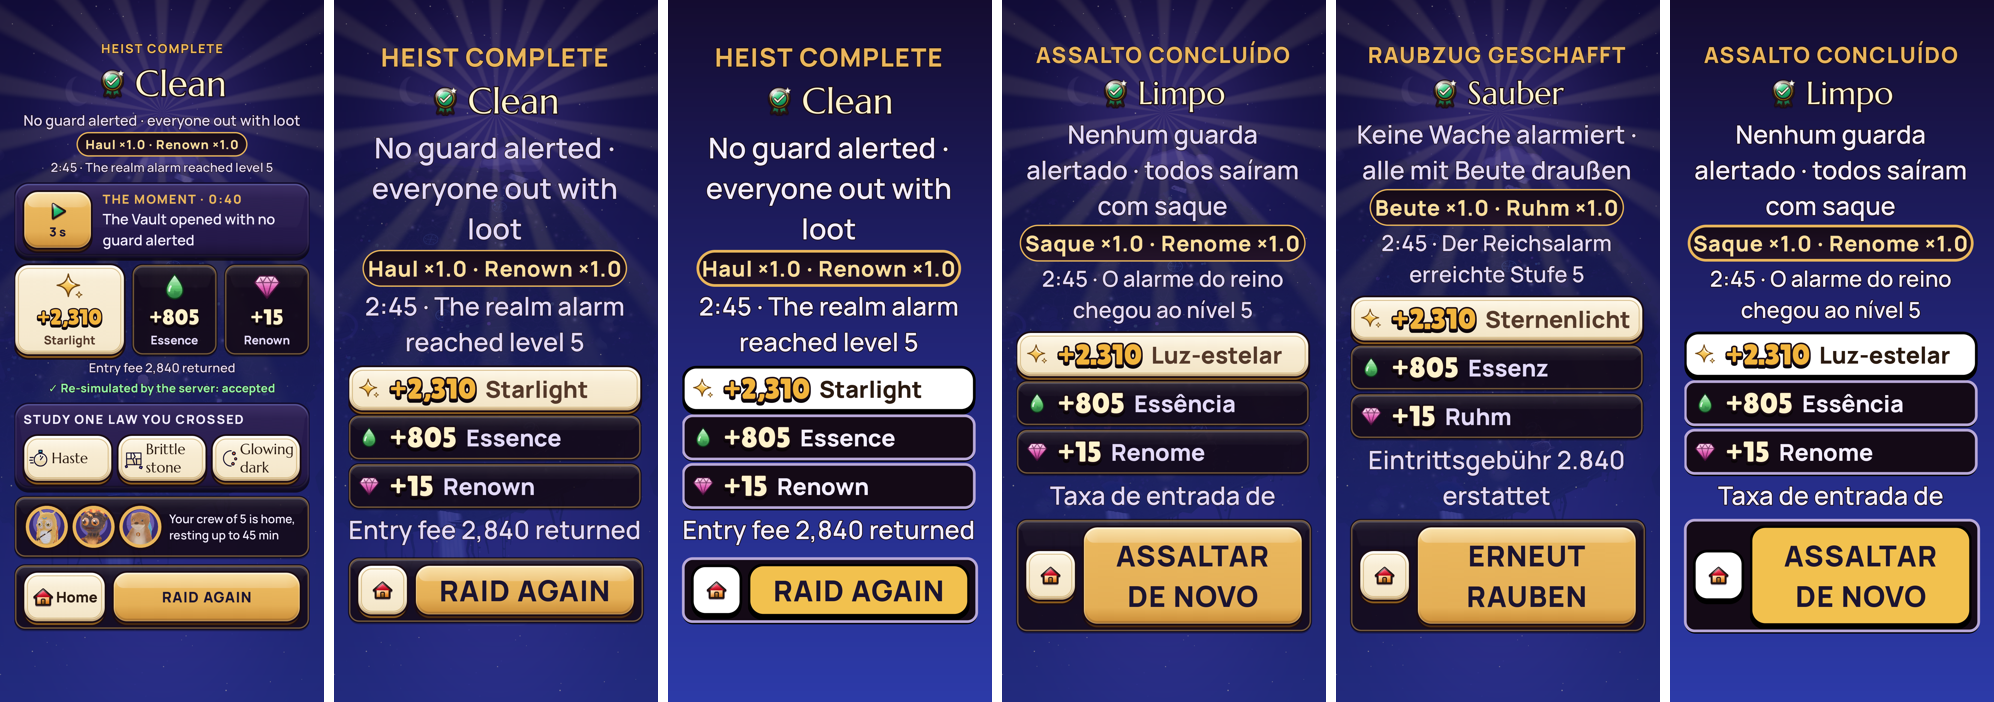 HEIST COMPLETE
Clean
No guard alerted · everyone out with loot
Haul ×1.0 · Renown ×1.0
2:45 · The realm alarm reached level 5
THE MOMENT · 0:40
3 s
The Vault opened with no
guard alerted
+2,310
Starlight
+805
Essence
+15
Renown
Entry fee 2,840 returned
✓ Re-simulated by the server: accepted
STUDY ONE LAW YOU CROSSED
Haste
Brittle
stone
Glowing
dark
Your crew of 5 is home,
resting up to 45 min
Home
RAID AGAIN
HEIST COMPLETE
Clean
No guard alerted ·
everyone out with
loot
Haul ×1.0 · Renown ×1.0
2:45 · The realm alarm
reached level 5
+2,310 Starlight
+805 Essence
+15 Renown
Entry fee 2,840 returned
RAID AGAIN
HEIST COMPLETE
Clean
No guard alerted ·
everyone out with
loot
Haul ×1.0 · Renown ×1.0
2:45 · The realm alarm
reached level 5
+2,310 Starlight
+805 Essence
+15 Renown
Entry fee 2,840 returned
RAID AGAIN
ASSALTO CONCLUÍDO
Limpo
Nenhum guarda
alertado · todos saíram
com saque
Saque ×1.0 · Renome ×1.0
2:45 · O alarme do reino
chegou ao nível 5
+2.310 Luz-estelar
+805 Essência
+15 Renome
Taxa de entrada de
ASSALTAR
DE NOVO
RAUBZUG GESCHAFFT
Sauber
Keine Wache alarmiert ·
alle mit Beute draußen
Beute ×1.0 · Ruhm ×1.0
2:45 · Der Reichsalarm
erreichte Stufe 5
+2.310 Sternenlicht
+805 Essenz
+15 Ruhm
Eintrittsgebühr 2.840
erstattet
ERNEUT
RAUBEN
ASSALTO CONCLUÍDO
Limpo
Nenhum guarda
alertado · todos saíram
com saque
Saque ×1.0 · Renome ×1.0
2:45 · O alarme do reino
chegou ao nível 5
+2.310 Luz-estelar
+805 Essência
+15 Renome
Taxa de entrada de
ASSALTAR
DE NOVO